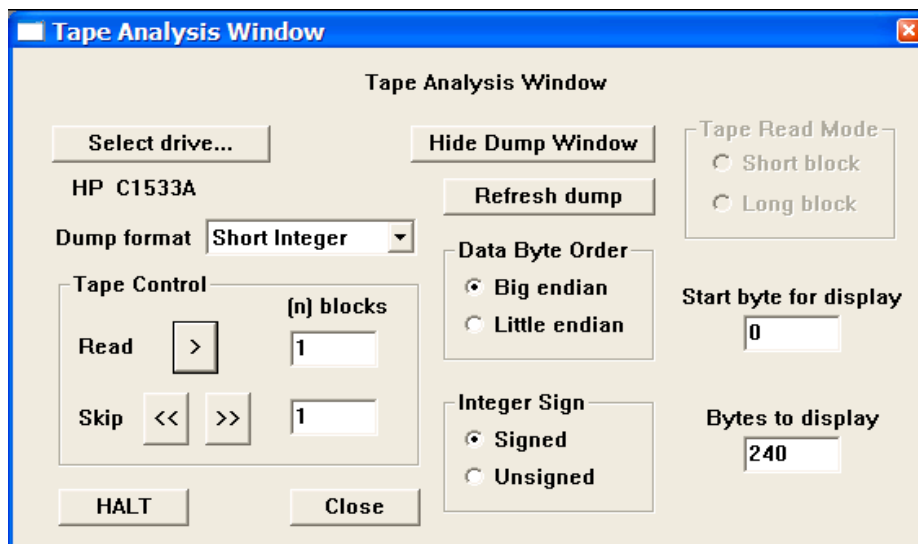 Tape Analysis Window
Tape Analysis Window
Select drive...
HP C1533A
Dump format Short Integer
Tape Control
(n) blocks
Read > 1
Skip << >> 1
HALT
Close
Hide Dump Window
Refresh dump
Data Byte Order
Big endian
Little endian
Integer Sign
Signed
Unsigned
Tape Read Mode
Short block
Long block
Start byte for display
0
Bytes to display
240